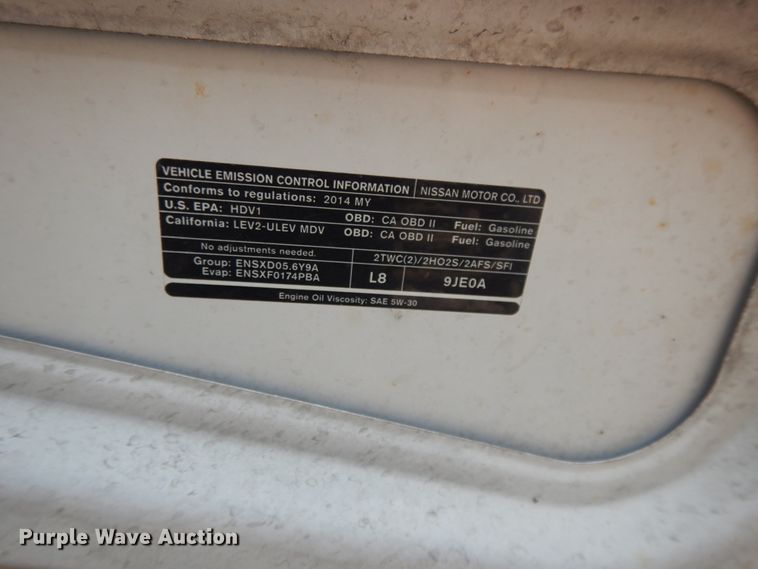 VEHICLE EMISSION CONTROL INFORMATION NISSAN MOTOR CO., LTD
Conforms to regulations: 2014 MY
U.S. EPA: HDV1 OBD: CA OBD II Fuel: Gasoline
California: LEV2-ULEV MDV OBD: CA OBD II Fuel: Gasoline
No adjustments needed. 2TWC(2)/2HO2S/2AFS/SFI
Group: ENSXD05.6Y9A
Evap: ENSXF0174PBA L8 9JE0A
Engine Oil Viscosity: SAE 5W-30
Purple Wave Auction